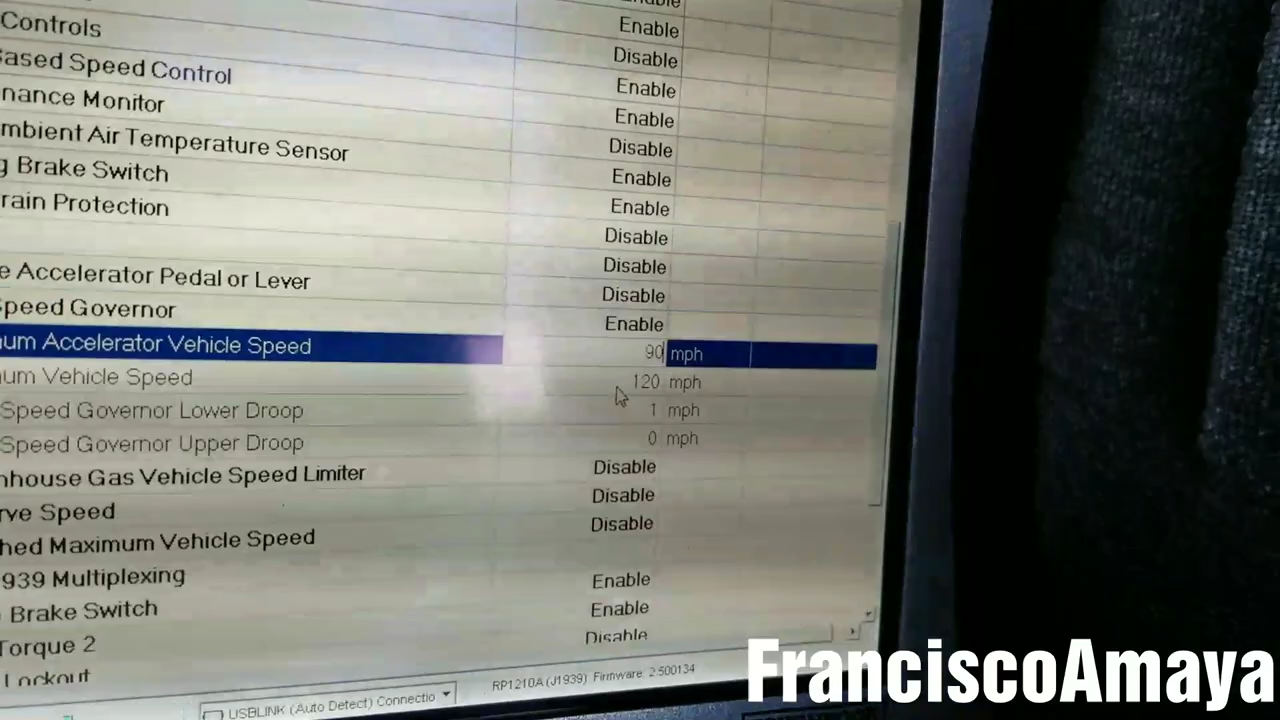 Enable
Controls Enable
Disable
ased Speed Control Enable
nance Monitor Enable
mbient Air Temperature Sensor Disable
g Brake Switch Enable
rain Protection Enable
Disable
e Accelerator Pedal or Lever Disable
Disable
Speed Governor Enable
um Accelerator Vehicle Speed 90 mph
um Vehicle Speed 120 mph
Speed Governor Lower Droop 1 mph
Speed Governor Upper Droop 0 mph
nhouse Gas Vehicle Speed Limiter Disable
rve Speed Disable
hed Maximum Vehicle Speed Disable
939 Multiplexing Enable
Brake Switch Enable
Torque 2 Disable
Lockout
USBLINK (Auto Detect) Connectio RP1210A (J1939) Firmware: 2.500134
FranciscoAmaya